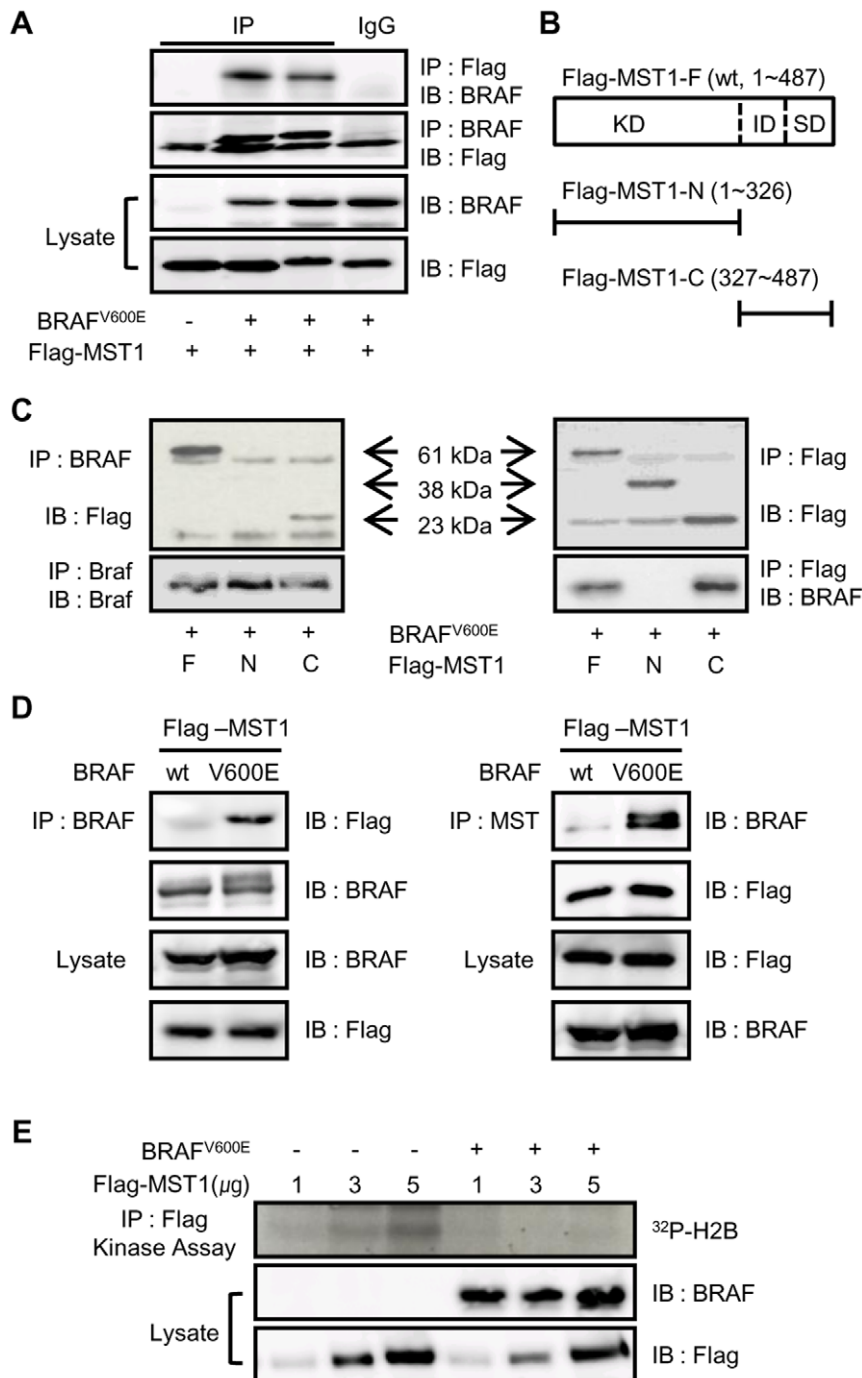 A
IP IgG
IP : Flag
IB : BRAF
IP : BRAF
IB : Flag
Lysate
IB : BRAF
IB : Flag
BRAFV600E - + + +
Flag-MST1 + + + +
B
Flag-MST1-F (wt, 1~487)
KD ID SD
Flag-MST1-N (1~326)
Flag-MST1-C (327~487)
C
IP : BRAF
IB : Flag
IP : Braf
IB : Braf
61 kDa
38 kDa
23 kDa
IP : Flag
IB : Flag
IP : Flag
IB : BRAF
+ + + BRAFV600E + + +
F N C Flag-MST1 F N C
D
Flag –MST1
BRAF wt V600E
IP : BRAF IB : Flag
IB : BRAF
Lysate IB : BRAF
IB : Flag
Flag –MST1
BRAF wt V600E
IP : MST IB : BRAF
IB : Flag
Lysate IB : Flag
IB : BRAF
E
BRAFV600E - - - + + +
Flag-MST1(μg) 1 3 5 1 3 5
IP : Flag
Kinase Assay
32P-H2B
Lysate
IB : BRAF
IB : Flag